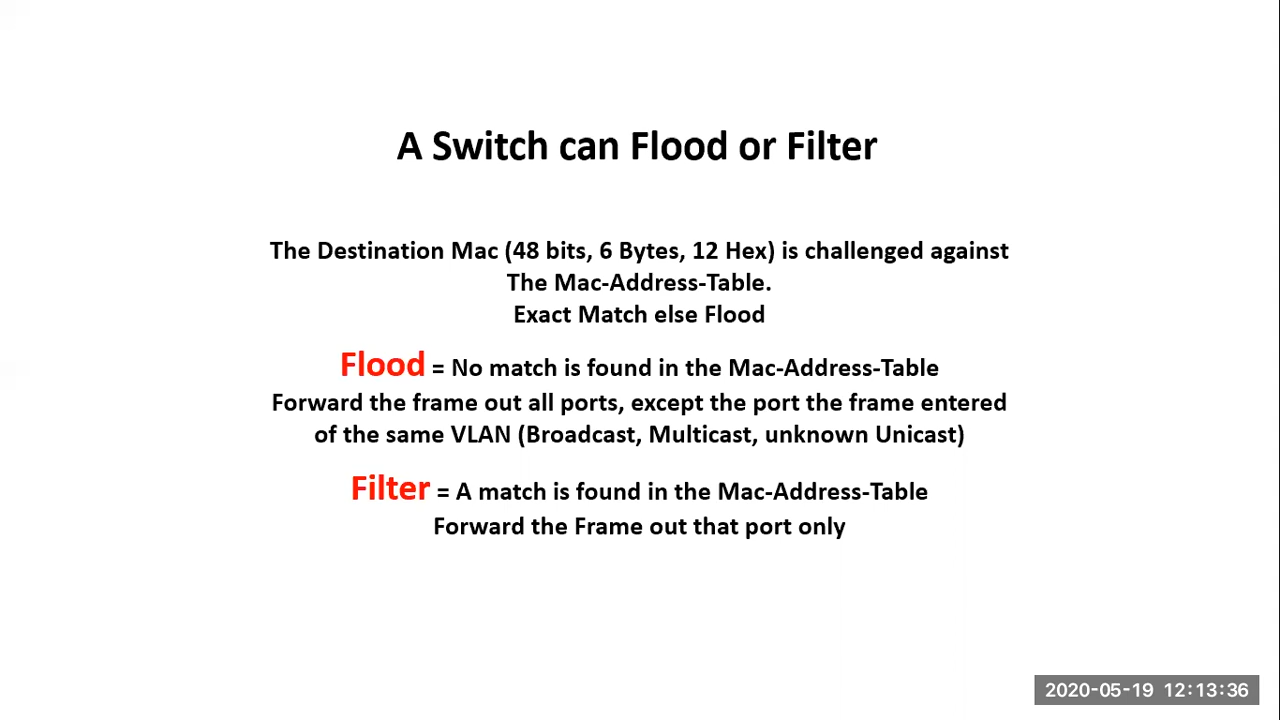 A Switch can Flood or Filter
The Destination Mac (48 bits, 6 Bytes, 12 Hex) is challenged against
The Mac-Address-Table.
Exact Match else Flood
Flood = No match is found in the Mac-Address-Table
Forward the frame out all ports, except the port the frame entered
of the same VLAN (Broadcast, Multicast, unknown Unicast)
Filter = A match is found in the Mac-Address-Table
Forward the Frame out that port only
2020-05-19 12:13:36